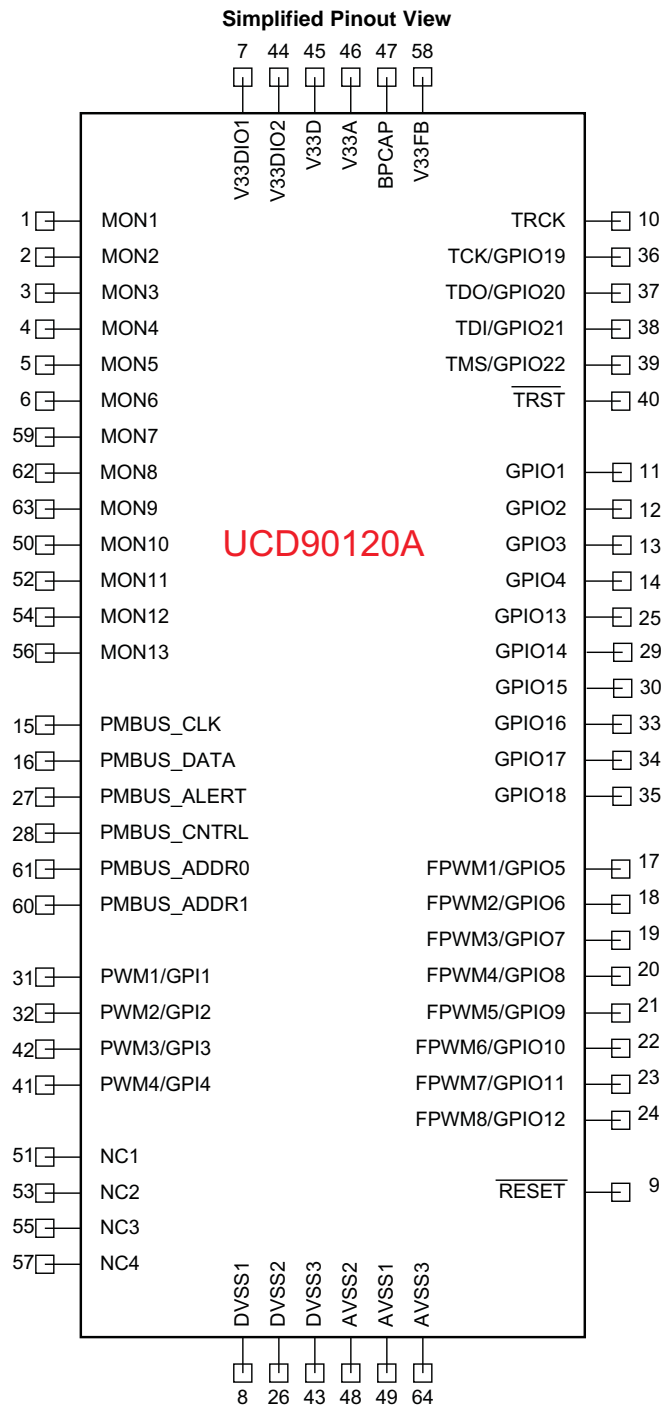 Simplified Pinout View
7 44 45 46 47 58
V33DIO1
V33DIO2
V33D
V33A
BPCAP
V33FB
1 MON1 TRCK 10
2 MON2 TCK/GPIO19 36
3 MON3 TDO/GPIO20 37
4 MON4 TDI/GPIO21 38
5 MON5 TMS/GPIO22 39
6 MON6 TRST 40
59 MON7
62 MON8 GPIO1 11
63 MON9 GPIO2 12
50 MON10 UCD90120A GPIO3 13
52 MON11 GPIO4 14
54 MON12 GPIO13 25
56 MON13 GPIO14 29
GPIO15 30
15 PMBUS_CLK GPIO16 33
16 PMBUS_DATA GPIO17 34
27 PMBUS_ALERT GPIO18 35
28 PMBUS_CNTRL
61 PMBUS_ADDR0 FPWM1/GPIO5 17
60 PMBUS_ADDR1 FPWM2/GPIO6 18
FPWM3/GPIO7 19
31 PWM1/GPI1 FPWM4/GPIO8 20
32 PWM2/GPI2 FPWM5/GPIO9 21
42 PWM3/GPI3 FPWM6/GPIO10 22
41 PWM4/GPI4 FPWM7/GPIO11 23
FPWM8/GPIO12 24
51 NC1
53 NC2 RESET 9
55 NC3
57 NC4
DVSS1
DVSS2
DVSS3
AVSS2
AVSS1
AVSS3
8 26 43 48 49 64